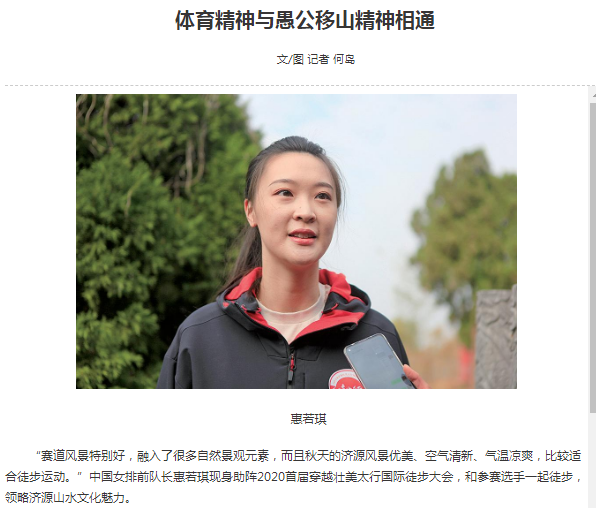 体育精神与愚公移山精神相通
文/图 记者 何鸟
惠若琪
“赛道风景特别好，融入了很多自然景观元素，而且秋天的济源风景优美、空气清新、气温凉爽，比较适
合徒步运动。”中国女排前队长惠若琪现身助阵2020首届穿越壮美太行国际徒步大会，和参赛选手一起徒步，
领略济源山水文化魅力。